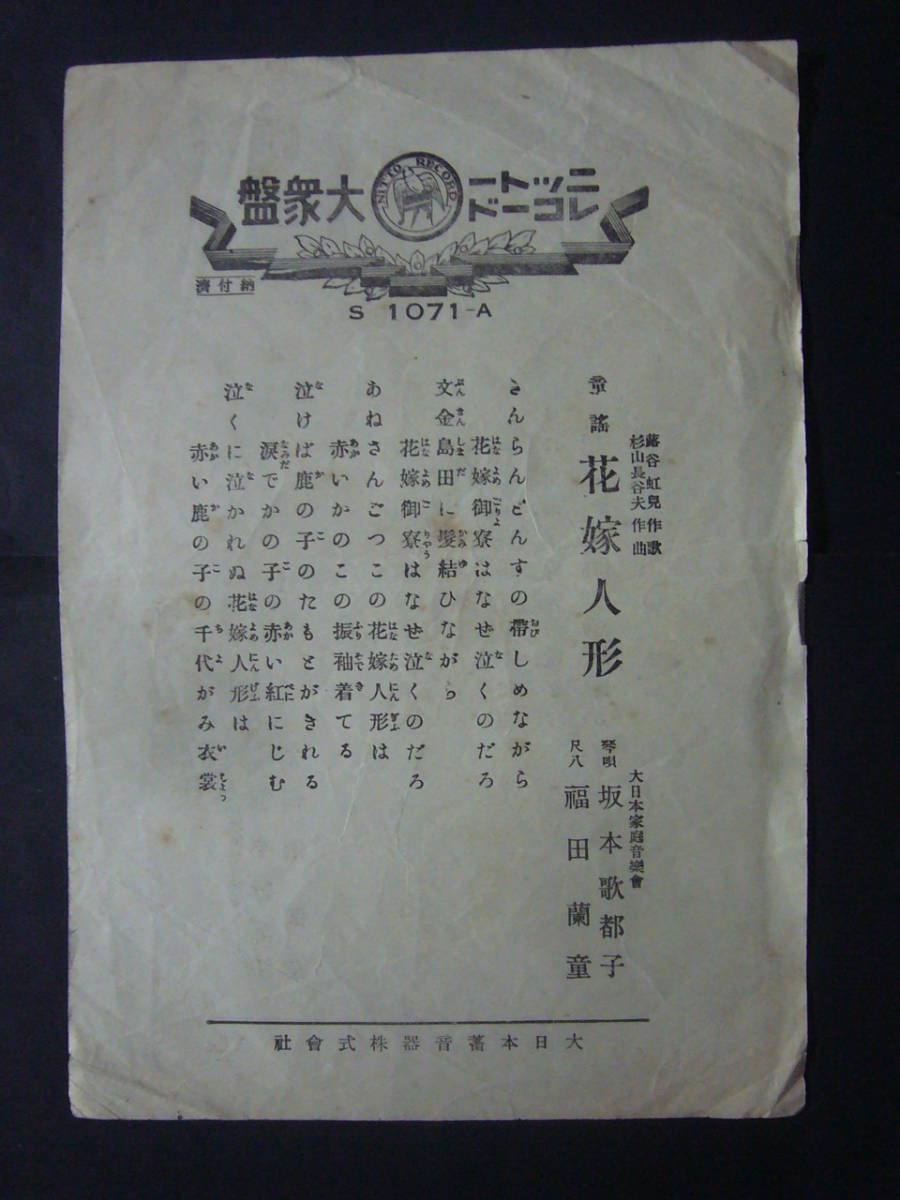 ニットー
レコード
NITTO RECORD
大衆盤
納付濟
S 1071-A
蕗谷虹兒作歌
杉山長谷夫作曲
童謠 花嫁人形
大日本家庭音樂會
琴唄 坂本歌都子
尺八 福田蘭童
きんらんどんすの帶しめながら
花嫁御寮はなぜ泣くのだろ
文金島田に髮結ひながら
花嫁御寮はなぜ泣くのだろ
あねさんごつこの花嫁人形は
赤いかのこの振袖着てる
泣けば鹿の子のたもとがきれる
淚でかの子の赤い紅にじむ
泣くに泣かれぬ花嫁人形は
赤い鹿の子の千代がみ衣裳
大日本蓄音器株式會社